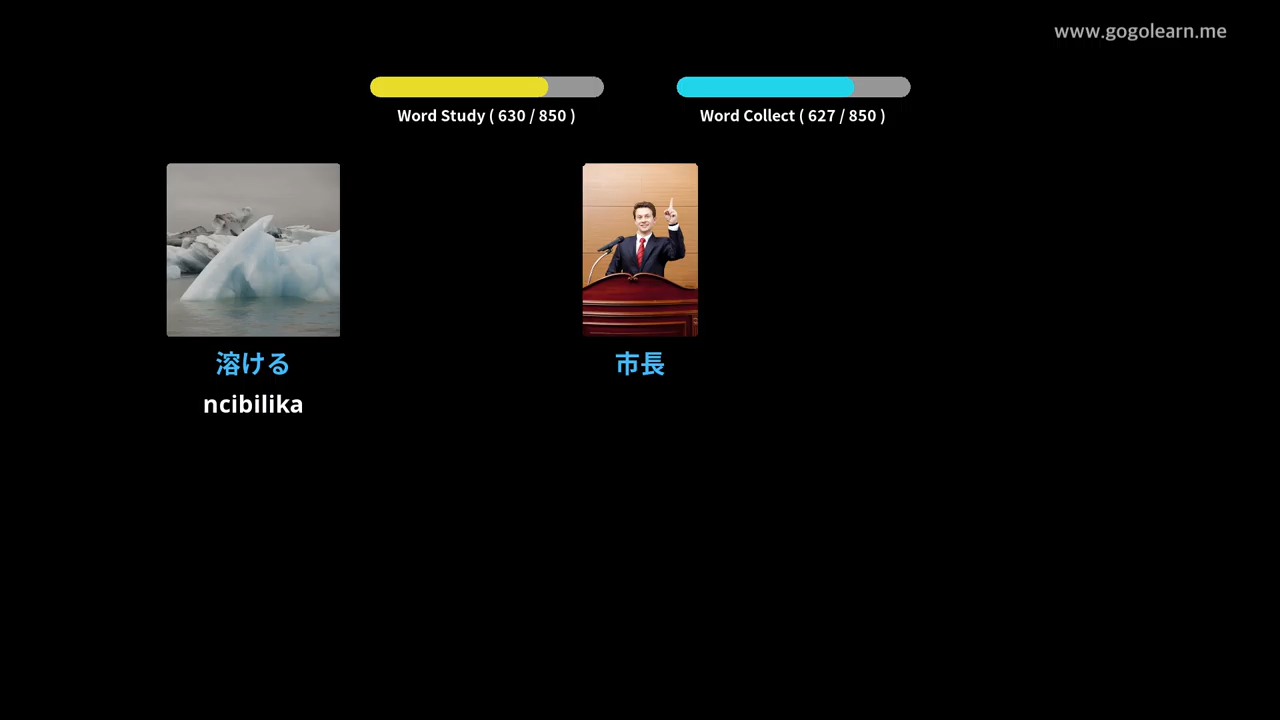 www.gogolearn.me
Word Study ( 630 / 850 )
Word Collect ( 627 / 850 )
溶ける
市長
ncibilika